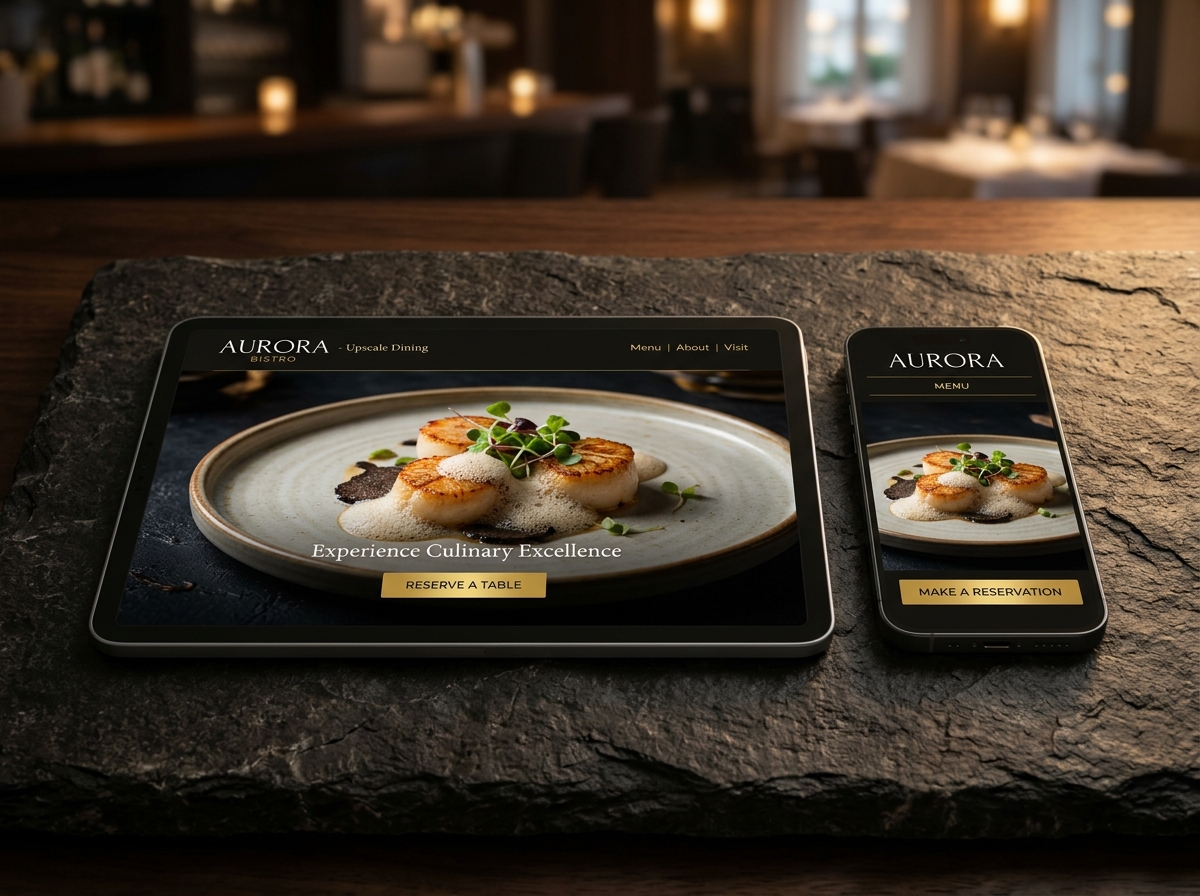 AURORA
BISTRO
- Upscale Dining
Menu | About | Visit
Experience Culinary Excellence
RESERVE A TABLE
AURORA
MENU
MAKE A RESERVATION